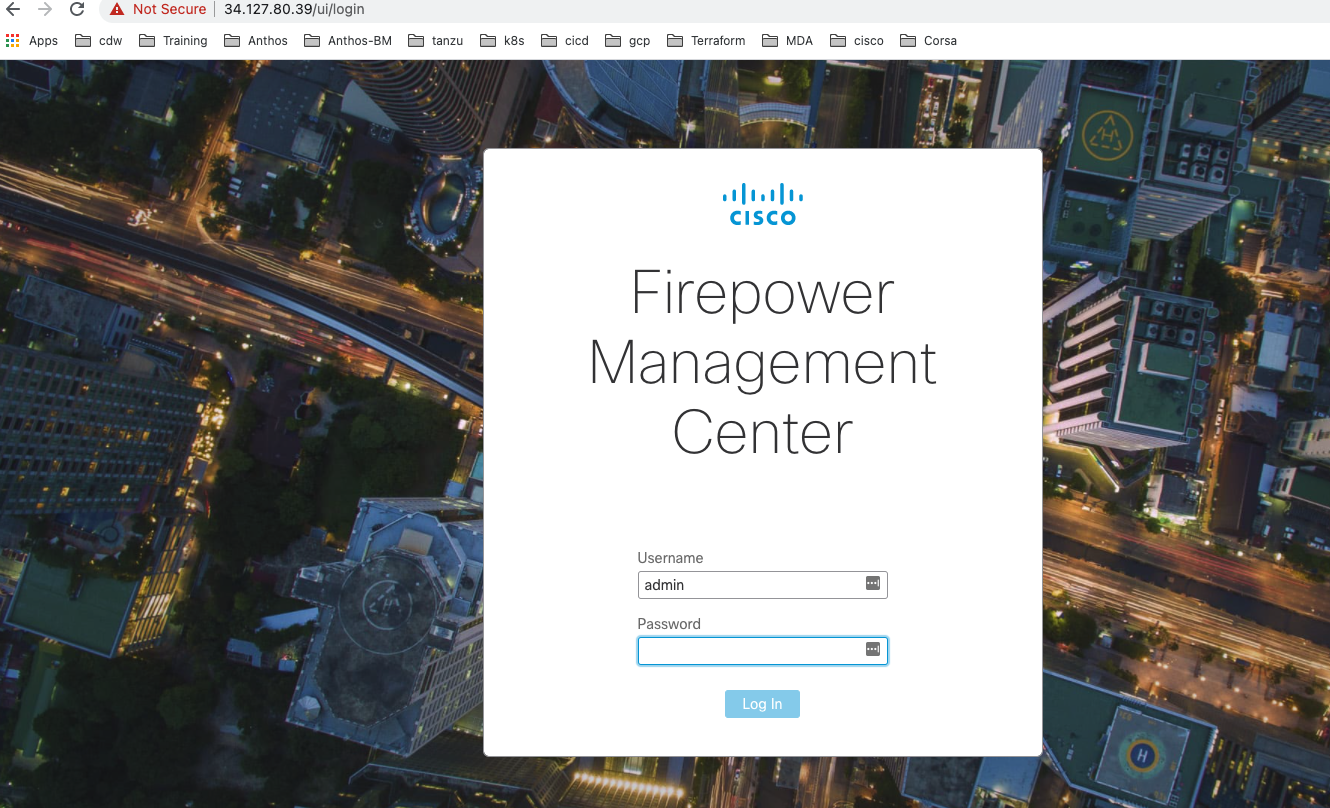 Not Secure 34.127.80.39/ui/login
Apps cdw Training Anthos Anthos-BM tanzu k8s cicd gcp Terraform MDA cisco Corsa
CISCO
Firepower
Management
Center
Username
admin
Password
Log In
H